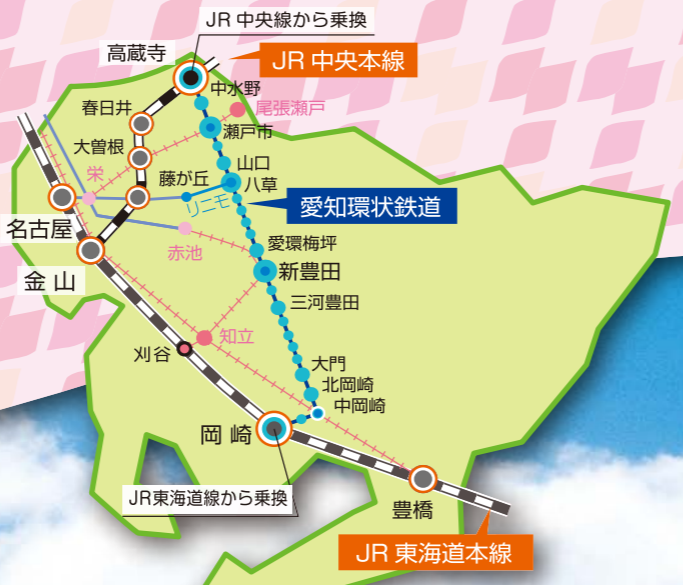 JR 中央線から乗換
高蔵寺
JR 中央本線
中水野
春日井
尾張瀬戸
瀬戸市
大曽根
山口
栄
藤が丘
八草
リニモ
愛知環状鉄道
名古屋
赤池
愛環梅坪
金山
新豊田
三河豊田
知立
刈谷
大門
北岡崎
中岡崎
岡崎
JR東海道線から乗換
豊橋
JR 東海道本線